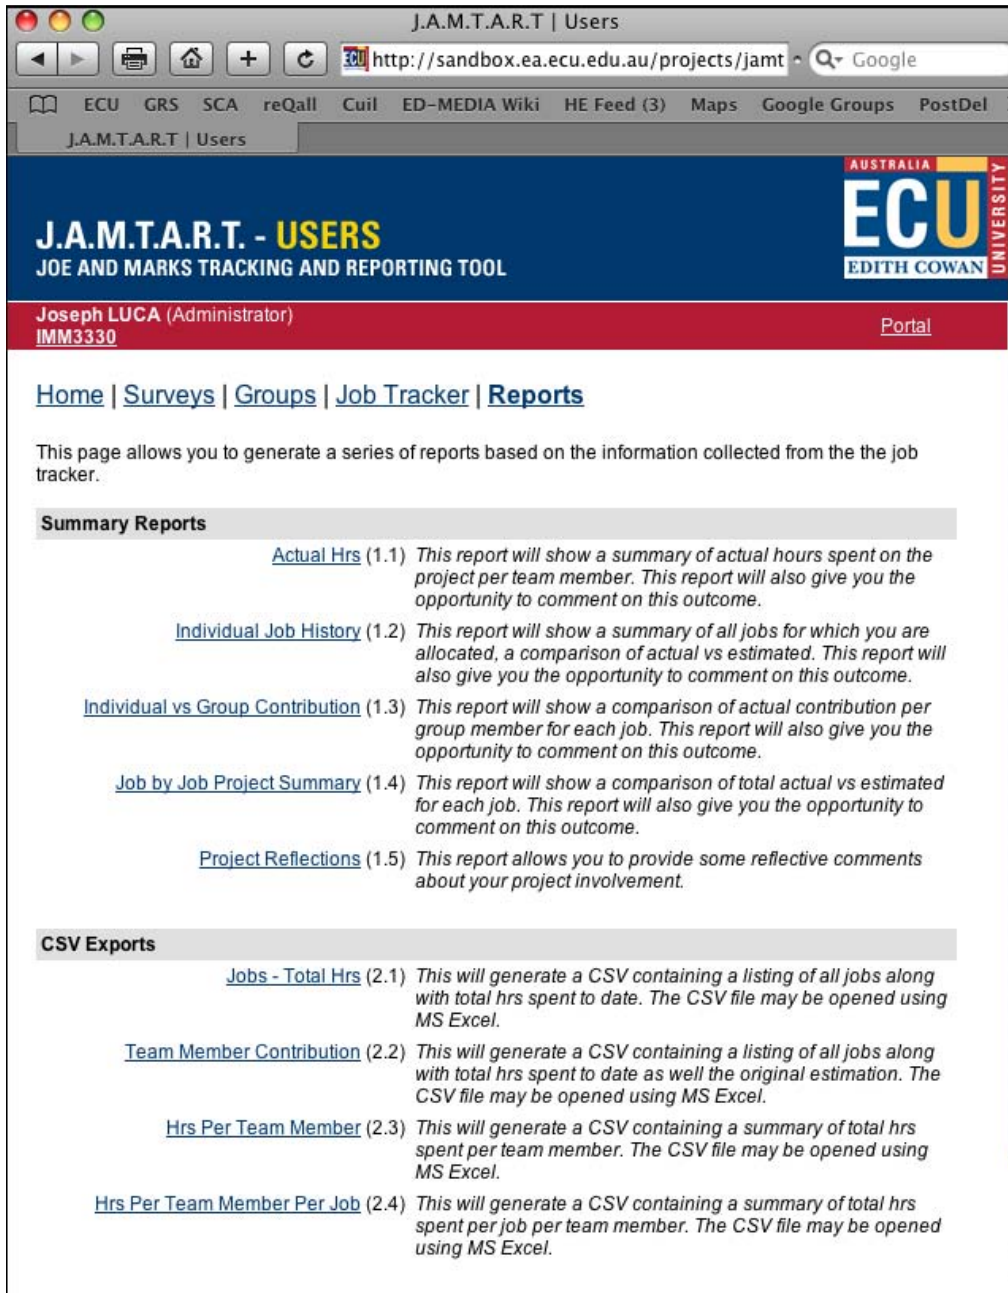 J.A.M.T.A.R.T | Users
http://sandbox.ea.ecu.edu.au/projects/jamt
Google
ECU GRS SCA reQall Cuil ED-MEDIA Wiki HE Feed (3) Maps Google Groups PostDel
J.A.M.T.A.R.T | Users
AUSTRALIA
ECU
EDITH COWAN
UNIVERSITY
J.A.M.T.A.R.T. - USERS
JOE AND MARKS TRACKING AND REPORTING TOOL
Joseph LUCA (Administrator)
IMM3330
Portal
Home | Surveys | Groups | Job Tracker | Reports
This page allows you to generate a series of reports based on the information collected from the the job
tracker.
Summary Reports
Actual Hrs (1.1) This report will show a summary of actual hours spent on the
project per team member. This report will also give you the
opportunity to comment on this outcome.
Individual Job History (1.2) This report will show a summary of all jobs for which you are
allocated, a comparison of actual vs estimated. This report will
also give you the opportunity to comment on this outcome.
Individual vs Group Contribution (1.3) This report will show a comparison of actual contribution per
group member for each job. This report will also give you the
opportunity to comment on this outcome.
Job by Job Project Summary (1.4) This report will show a comparison of total actual vs estimated
for each job. This report will also give you the opportunity to
comment on this outcome.
Project Reflections (1.5) This report allows you to provide some reflective comments
about your project involvement.
CSV Exports
Jobs - Total Hrs (2.1) This will generate a CSV containing a listing of all jobs along
with total hrs spent to date. The CSV file may be opened using
MS Excel.
Team Member Contribution (2.2) This will generate a CSV containing a listing of all jobs along
with total hrs spent to date as well the original estimation. The
CSV file may be opened using MS Excel.
Hrs Per Team Member (2.3) This will generate a CSV containing a summary of total hrs
spent per team member. The CSV file may be opened using
MS Excel.
Hrs Per Team Member Per Job (2.4) This will generate a CSV containing a summary of total hrs
spent per job per team member. The CSV file may be opened
using MS Excel.